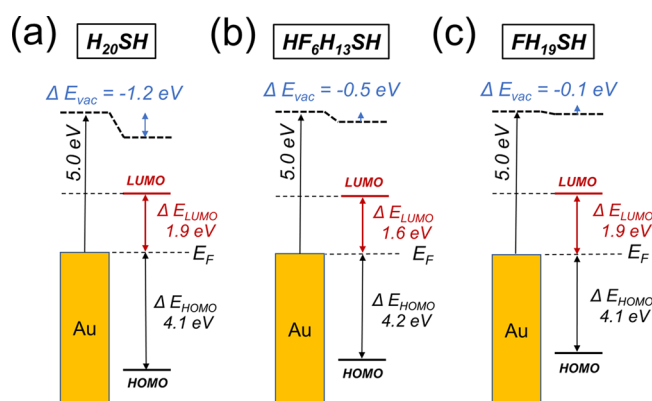 (a) H20SH
Δ Evac = -1.2 eV
5.0 eV
LUMO
Δ ELUMO
1.9 eV
EF
Au
Δ EHOMO
4.1 eV
HOMO
(b) HF6H13SH
Δ Evac = -0.5 eV
5.0 eV
LUMO
Δ ELUMO
1.6 eV
EF
Au
Δ EHOMO
4.2 eV
HOMO
(c) FH19SH
Δ Evac = -0.1 eV
5.0 eV
LUMO
Δ ELUMO
1.9 eV
EF
Au
Δ EHOMO
4.1 eV
HOMO